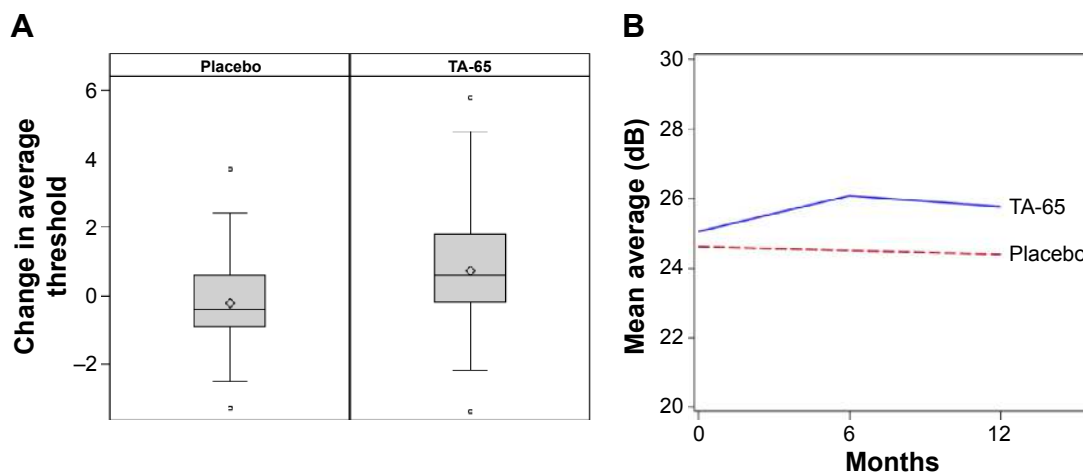 A
Placebo
TA-65
Change in average
threshold
6
4
2
0
–2
B
Mean average (dB)
30
28
26
24
22
20
TA-65
Placebo
0
6
12
Months